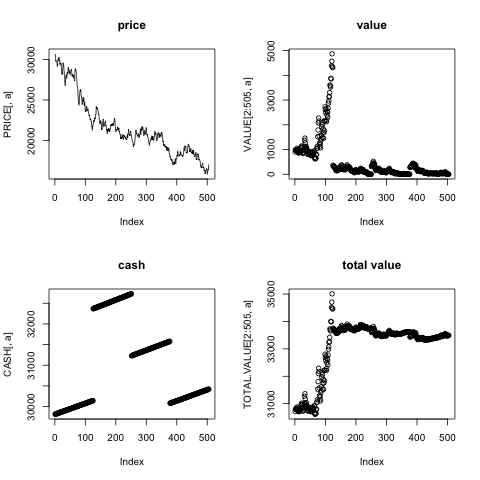 price
PRICE[, a]
30000
25000
20000
0 100 200 300 400 500
Index
value
VALUE[2:505, a]
5000
3000
1000
0
0 100 200 300 400 500
Index
cash
CASH[, a]
32000
31000
30000
0 100 200 300 400 500
Index
total value
TOTAL.VALUE[2:505, a]
35000
33000
31000
0 100 200 300 400 500
Index